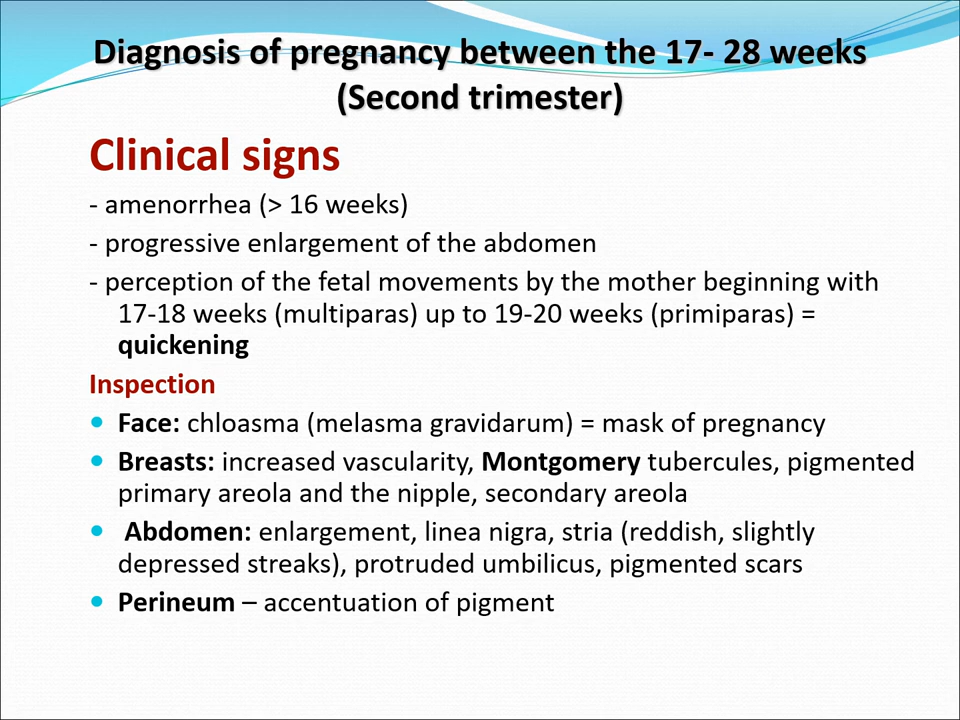 Diagnosis of pregnancy between the 17- 28 weeks
(Second trimester)
Clinical signs
- amenorrhea (> 16 weeks)
- progressive enlargement of the abdomen
- perception of the fetal movements by the mother beginning with
17-18 weeks (multiparas) up to 19-20 weeks (primiparas) =
quickening
Inspection
• Face: chloasma (melasma gravidarum) = mask of pregnancy
• Breasts: increased vascularity, Montgomery tubercules, pigmented
primary areola and the nipple, secondary areola
• Abdomen: enlargement, linea nigra, stria (reddish, slightly
depressed streaks), protruded umbilicus, pigmented scars
• Perineum – accentuation of pigment